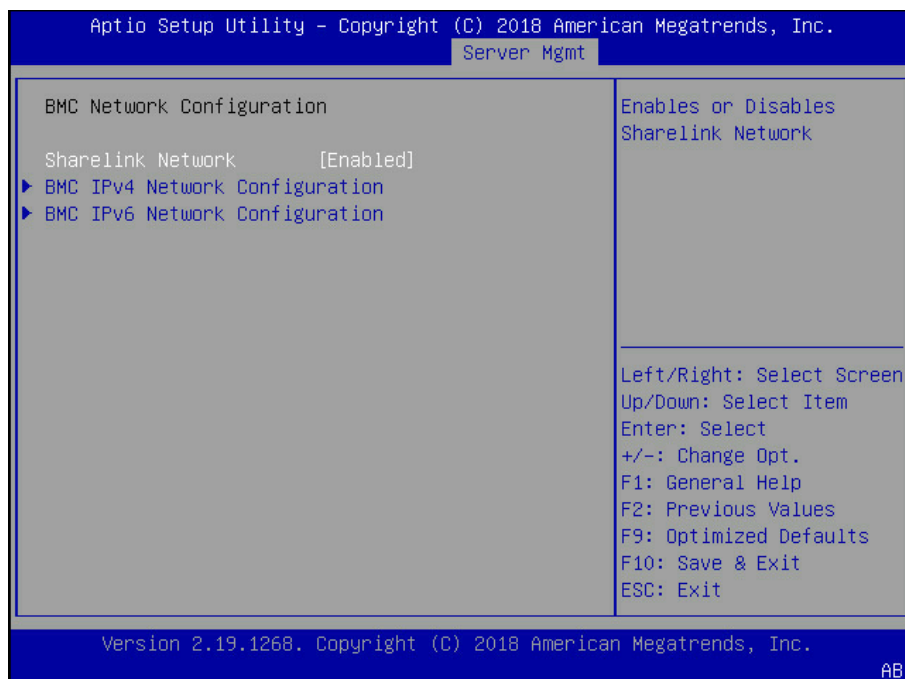 Aptio Setup Utility – Copyright (C) 2018 American Megatrends, Inc.
Server Mgmt
BMC Network Configuration
Sharelink Network [Enabled]
BMC IPv4 Network Configuration
BMC IPv6 Network Configuration
Enables or Disables
Sharelink Network
Left/Right: Select Screen
Up/Down: Select Item
Enter: Select
+/-: Change Opt.
F1: General Help
F2: Previous Values
F9: Optimized Defaults
F10: Save & Exit
ESC: Exit
Version 2.19.1268. Copyright (C) 2018 American Megatrends, Inc.
AB